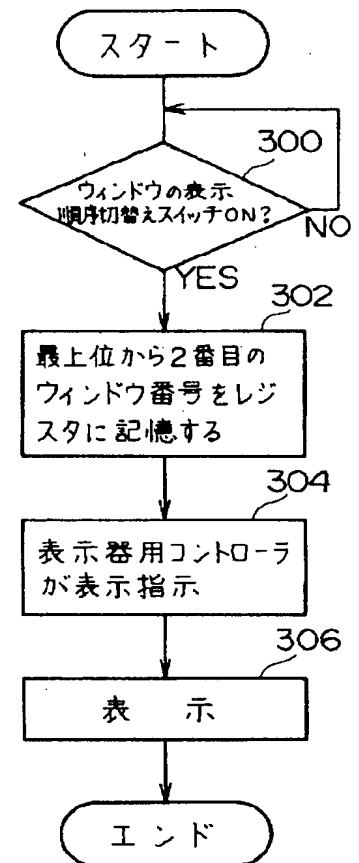 スタート
300
ウィンドウの表示
順序切替えスイッチON?
NO
YES
302
最上位から2番目の
ウィンドウ番号をレジ
スタに記憶する
304
表示器用コントローラ
が表示指示
306
表示
エンド